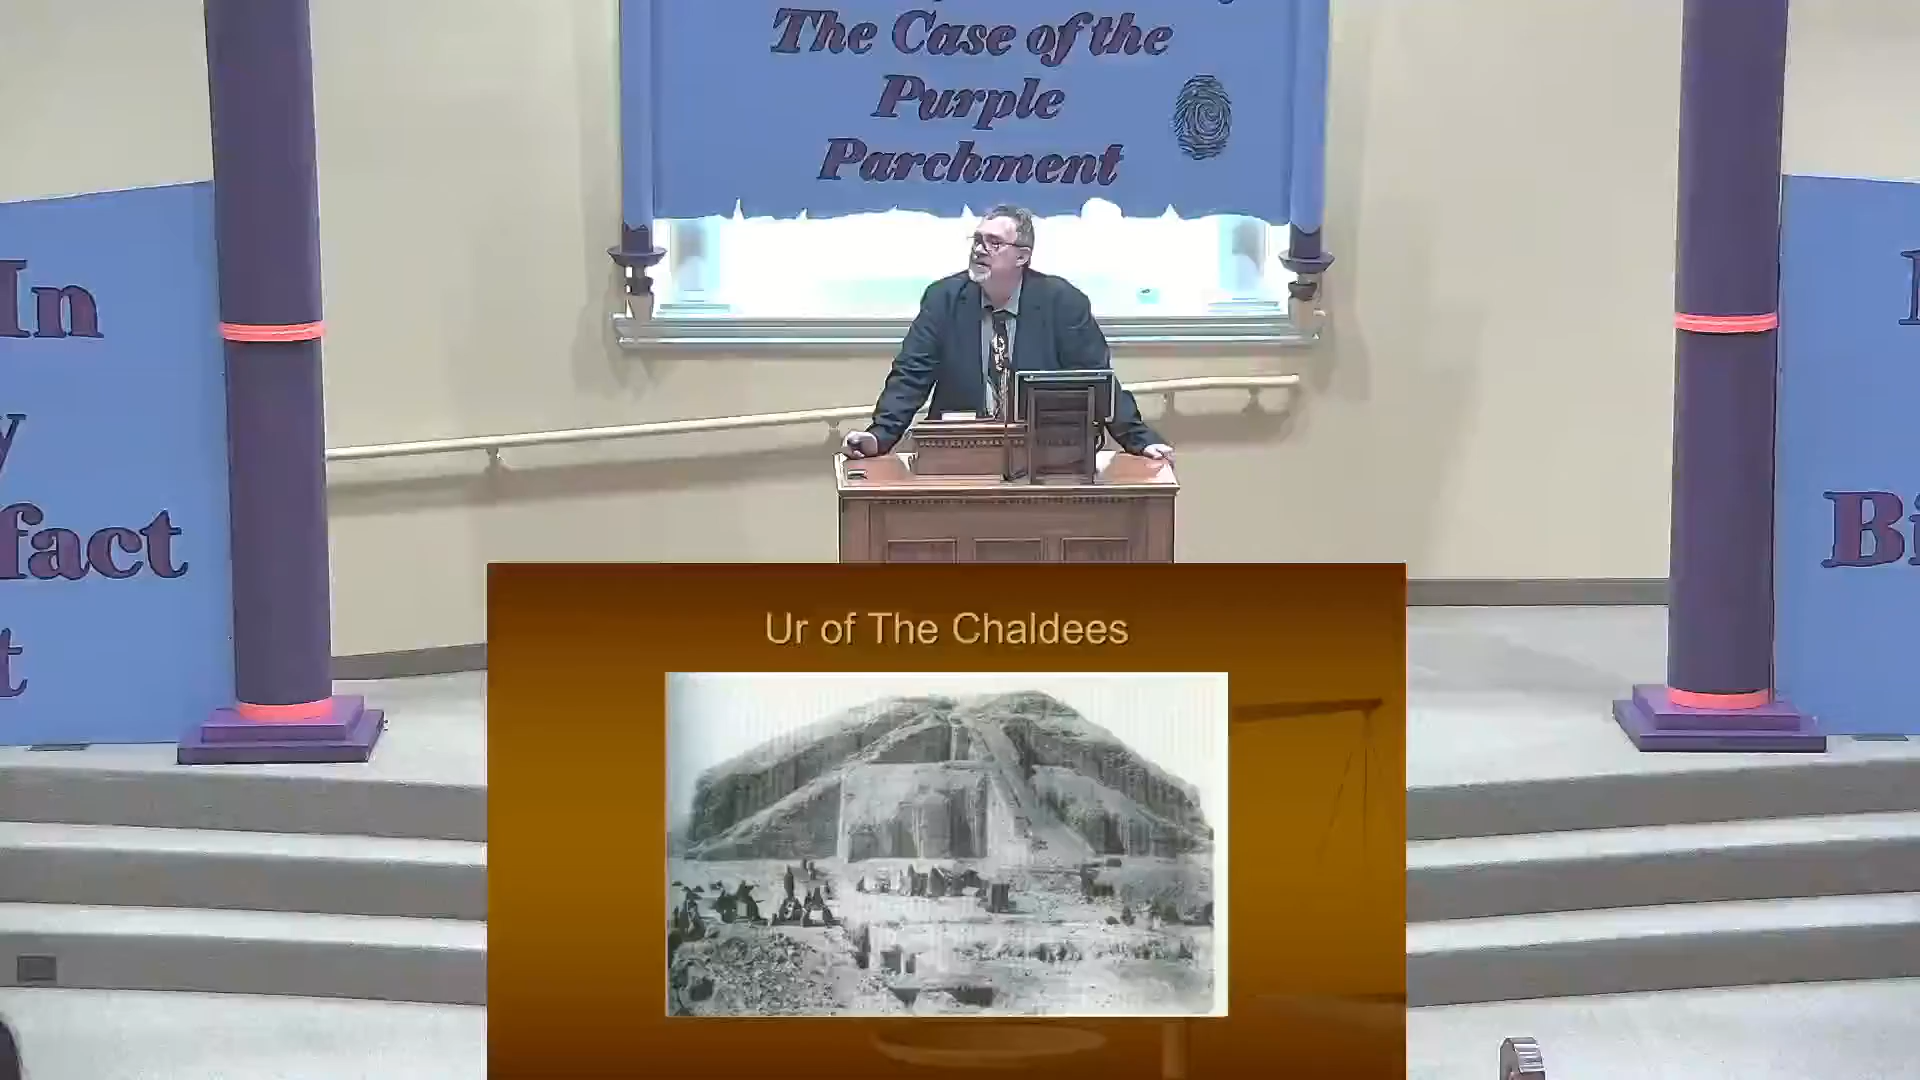 The Case of the
Purple
Parchment
In
y
fact
t
Bi
Ur of The Chaldees